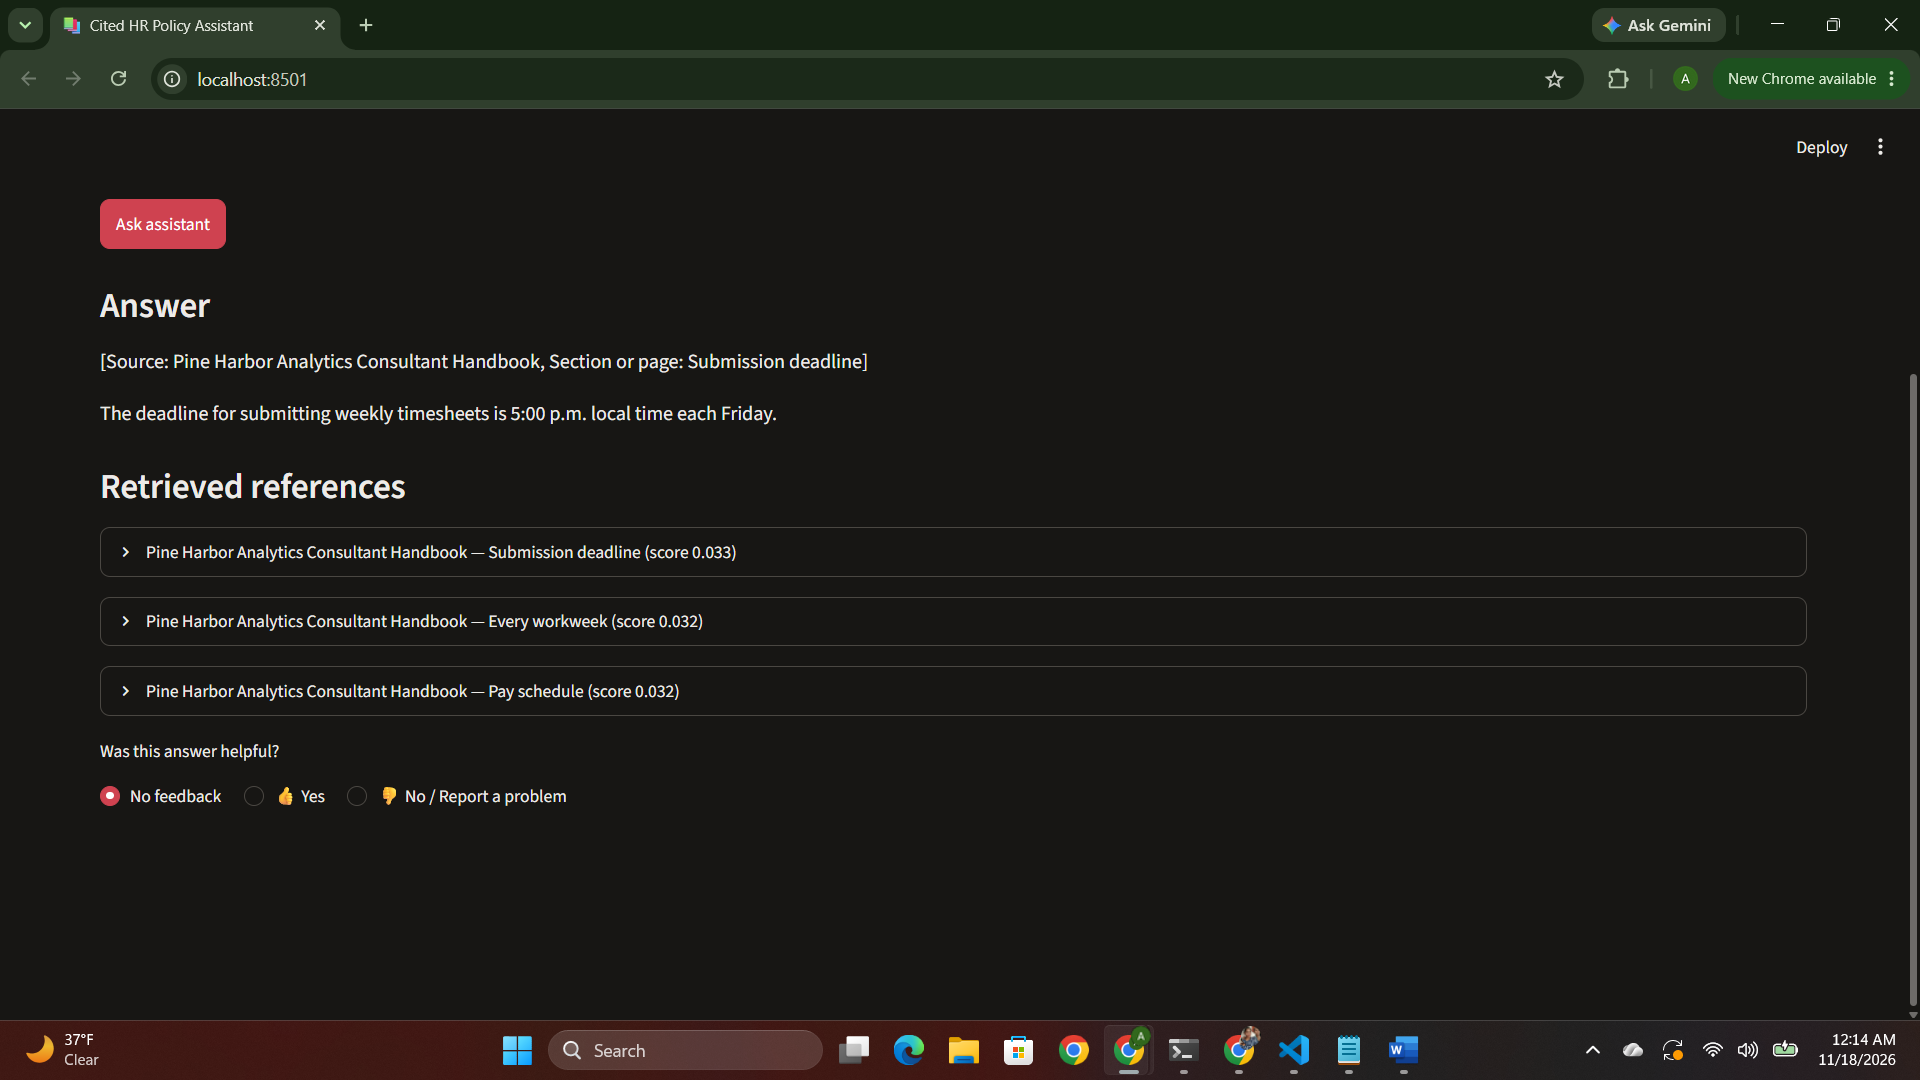 Cited HR Policy Assistant
Ask Gemini
localhost:8501
A
New Chrome available
Deploy
Ask assistant
Answer
[Source: Pine Harbor Analytics Consultant Handbook, Section or page: Submission deadline]
The deadline for submitting weekly timesheets is 5:00 p.m. local time each Friday.
Retrieved references
Pine Harbor Analytics Consultant Handbook — Submission deadline (score 0.033)
Pine Harbor Analytics Consultant Handbook — Every workweek (score 0.032)
Pine Harbor Analytics Consultant Handbook — Pay schedule (score 0.032)
Was this answer helpful?
No feedback 👍 Yes 👎 No / Report a problem
37°F
Clear
Search
A
W
12:14 AM
11/18/2026